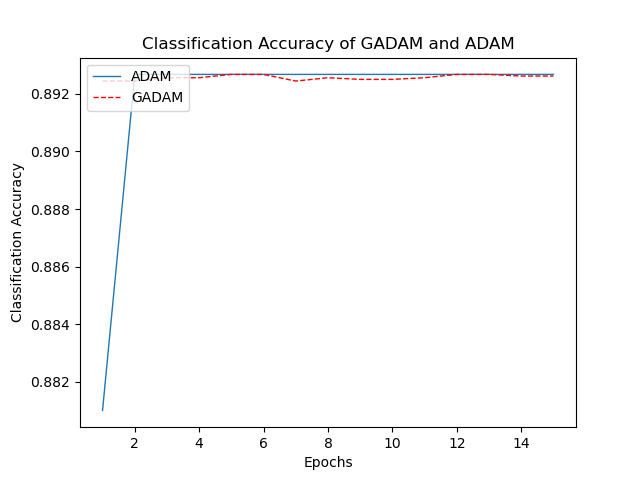 Classification Accuracy of GADAM and ADAM
ADAM
GADAM
0.892
0.890
0.888
0.886
0.884
0.882
Classification Accuracy
2 4 6 8 10 12 14
Epochs